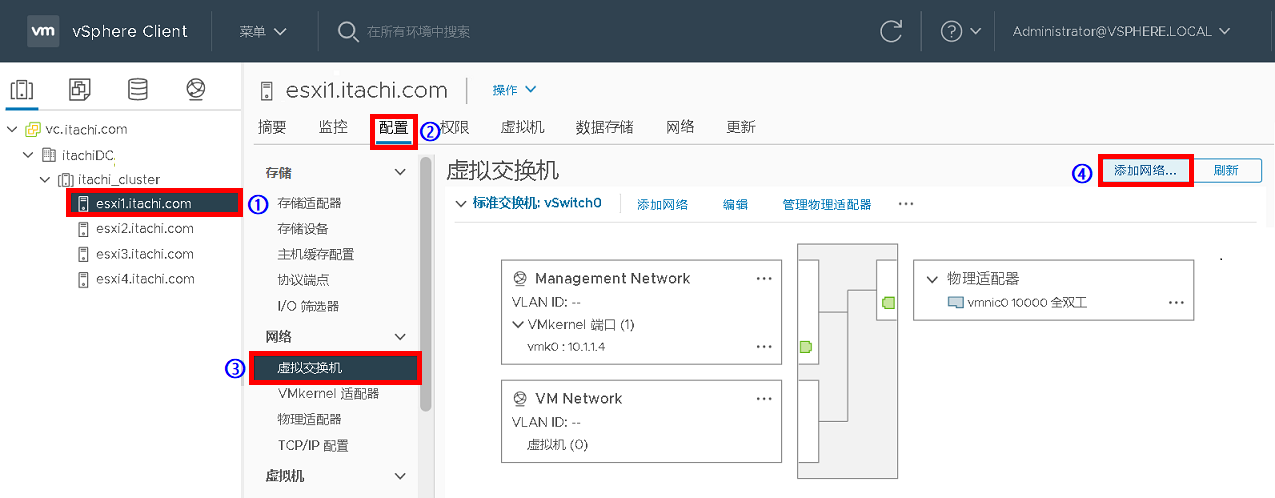 vm vSphere Client 菜单 在所有环境中搜索 Administrator@VSPHERE.LOCAL
vc.itachi.com
itachiDC
itachi_cluster
esxi1.itachi.com ①
esxi2.itachi.com
esxi3.itachi.com
esxi4.itachi.com
esxi1.itachi.com 操作
摘要 监控 配置 ② 权限 虚拟机 数据存储 网络 更新
存储
存储适配器
存储设备
主机缓存配置
协议端点
I/O 筛选器
网络
③ 虚拟交换机
VMkernel 适配器
物理适配器
TCP/IP 配置
虚拟机
虚拟交换机 ④ 添加网络... 刷新
标准交换机: vSwitch0 添加网络 编辑 管理物理适配器 ...
Management Network ...
VLAN ID: --
VMkernel 端口 (1)
vmk0 : 10.1.1.4 ...
VM Network ...
VLAN ID: --
虚拟机 (0)
物理适配器
vmnic0 10000 全双工 ...